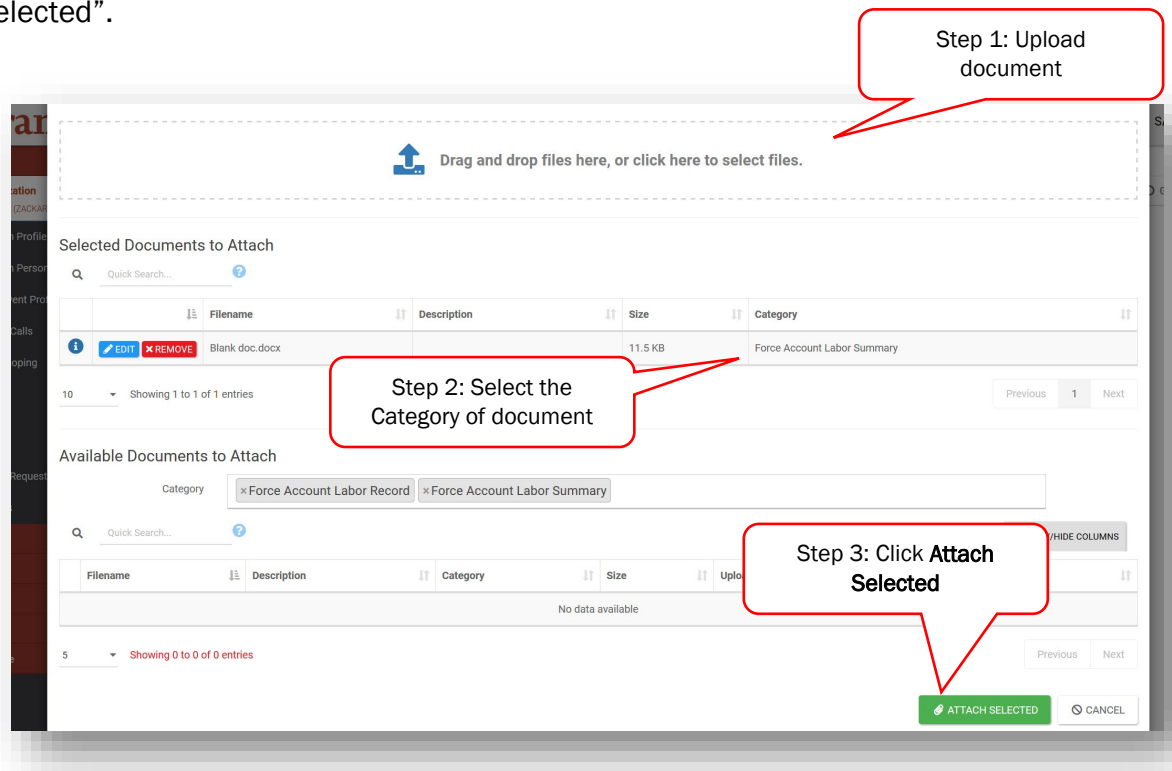 elected”.
Step 1: Upload
document
Drag and drop files here, or click here to select files.
(ZACKAR
Profile
Selected Documents to Attach
Person
Quick Search...
Calls
Filename Description Size Category
EDIT REMOVE Blank doc.docx 11.5 KB Force Account Labor Summary
Step 2: Select the
Category of document
10 Showing 1 to 1 of 1 entries Previous 1 Next
Available Documents to Attach
Request
Category ×Force Account Labor Record ×Force Account Labor Summary
Quick Search... /HIDE COLUMNS
Step 3: Click Attach
Selected
Filename Description Category Size
No data available
5 Showing 0 to 0 of 0 entries Previous Next
ATTACH SELECTED CANCEL